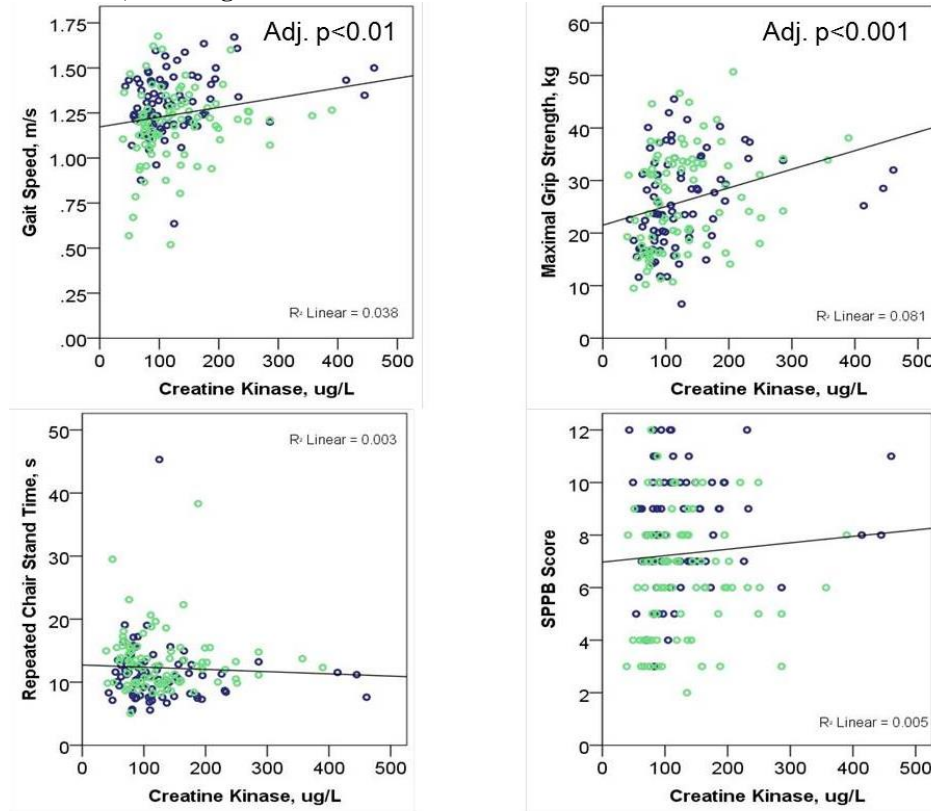 1.75
1.50
1.25
1.00
.75
.50
.25
.00
Gait Speed, m/s
Adj. p<0.01
R² Linear = 0.038
0 100 200 300 400 500
Creatine Kinase, ug/L
60
50
40
30
20
10
0
Maximal Grip Strength, kg
Adj. p<0.001
R² Linear = 0.081
0 100 200 300 400 500
Creatine Kinase, ug/L
50
40
30
20
10
0
Repeated Chair Stand Time, s
R² Linear = 0.003
0 100 200 300 400 500
Creatine Kinase, ug/L
12
10
8
6
4
2
0
SPPB Score
R² Linear = 0.005
0 100 200 300 400 500
Creatine Kinase, ug/L